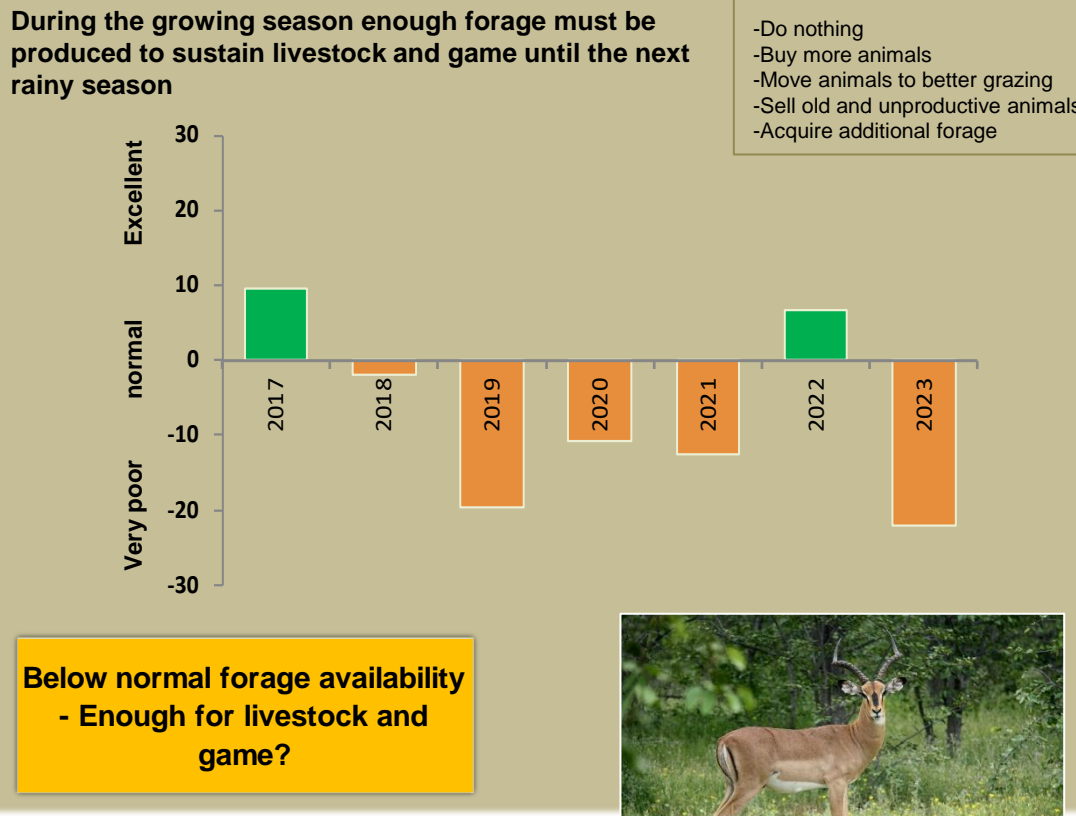 During the growing season enough forage must be
produced to sustain livestock and game until the next
rainy season
-Do nothing
-Buy more animals
-Move animals to better grazing
-Sell old and unproductive animals
-Acquire additional forage
Excellent
normal
Very poor
30
20
10
0
-10
-20
-30
2017
2018
2019
2020
2021
2022
2023
Below normal forage availability
- Enough for livestock and
game?